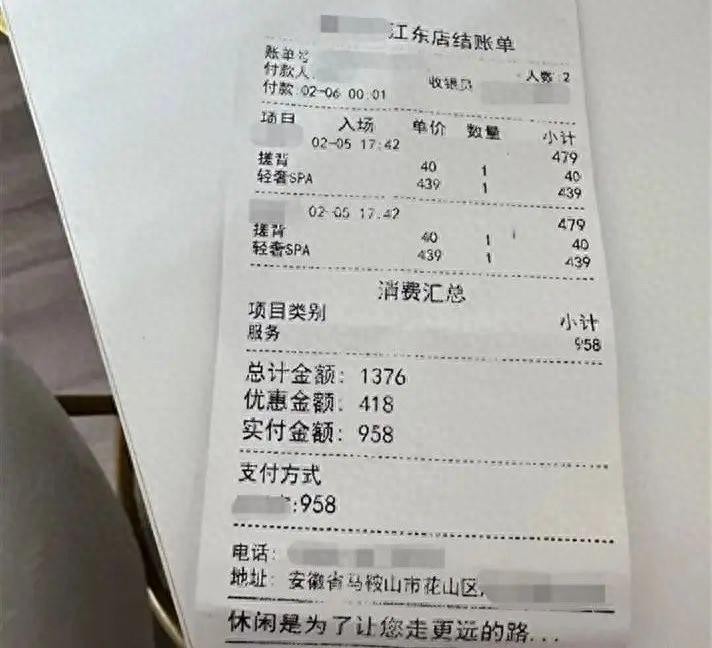 江东店结账单
账单号
付款人 收银员 人数:2
付款:02-06 00:01
项目 入场 单价 数量 小计
02-05 17:42 479
搓背 40 1 40
轻奢SPA 439 1 439
02-05 17:42 479
搓背 40 1 40
轻奢SPA 439 1 439
消费汇总
项目类别 小计
服务 958
总计金额: 1376
优惠金额: 418
实付金额: 958
支付方式
:958
电话:
地址: 安徽省马鞍山市花山区
休闲是为了让您走更远的路...